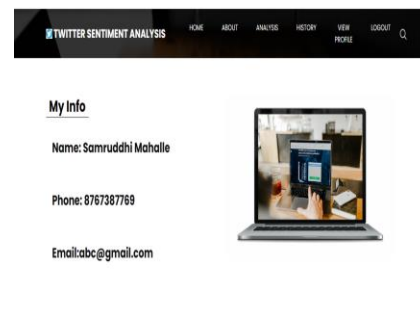 TWITTER SENTIMENT ANALYSIS
HOME ABOUT ANALYSIS HISTORY VIEW PROFILE LOGOUT
My Info
Name: Samruddhi Mahalle
Phone: 8767387769
Email:abc@gmail.com